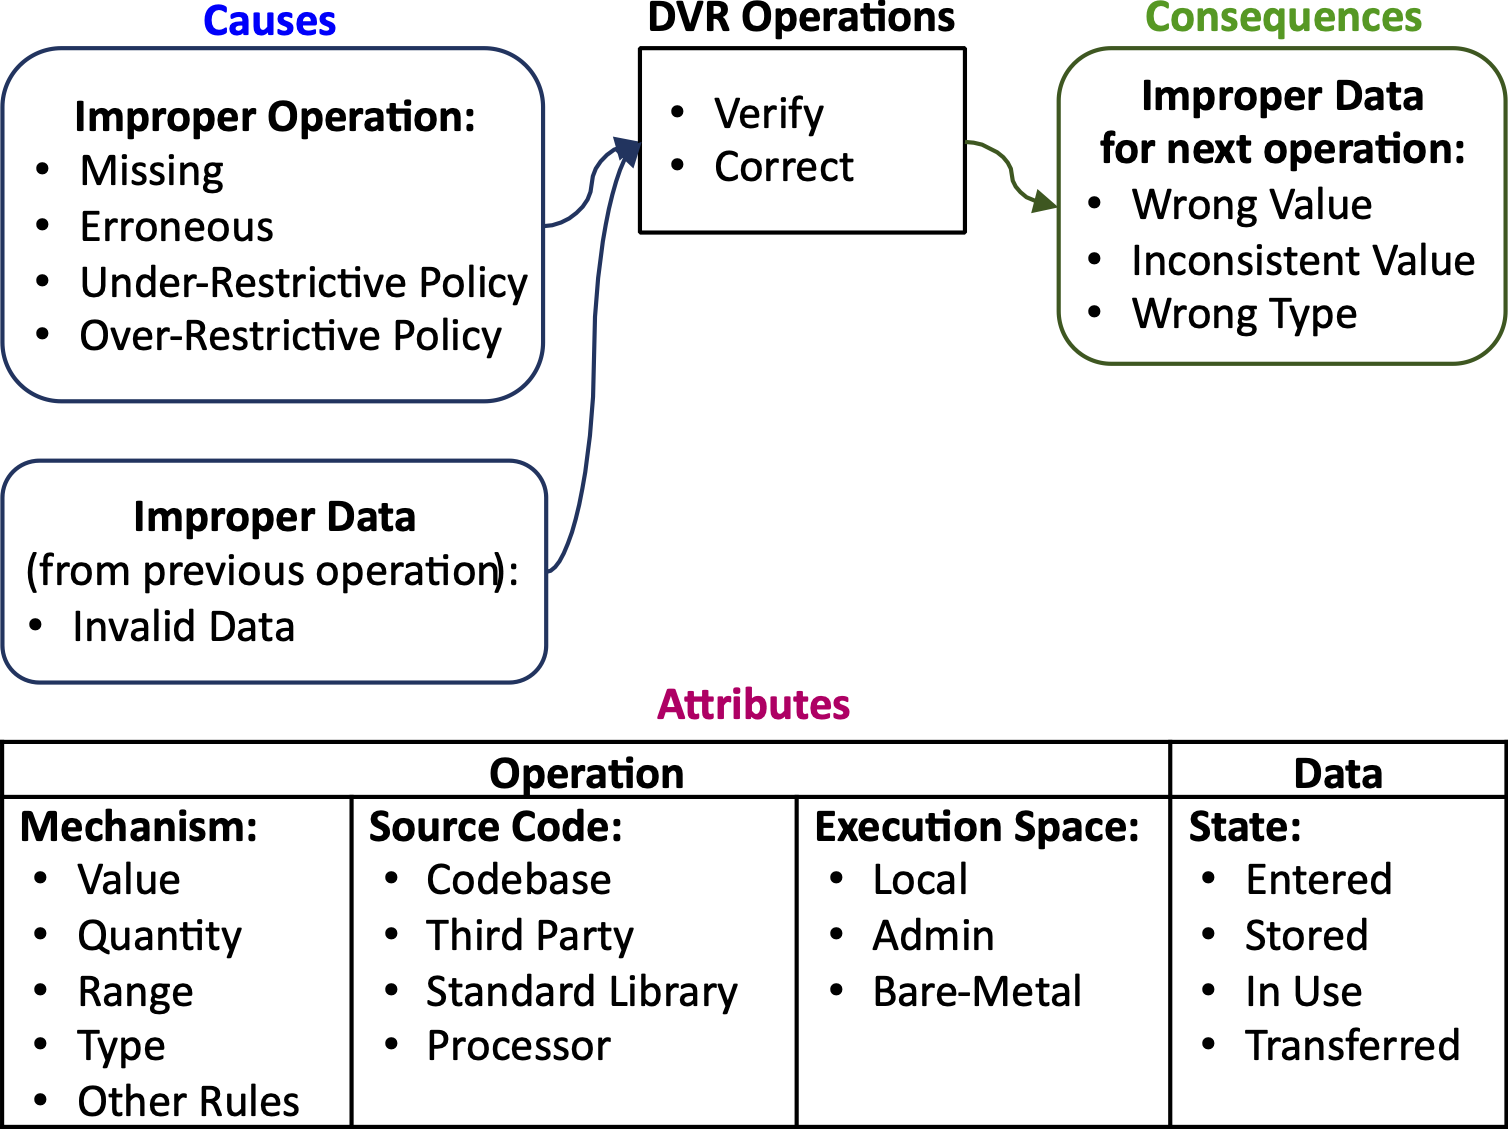 Causes
Improper Operation:
• Missing
• Erroneous
• Under-Restrictive Policy
• Over-Restrictive Policy
Improper Data
(from previous operation):
• Invalid Data
DVR Operations
• Verify
• Correct
Consequences
Improper Data
for next operation:
• Wrong Value
• Inconsistent Value
• Wrong Type
Attributes
Operation
Data
Mechanism:
• Value
• Quantity
• Range
• Type
• Other Rules
Source Code:
• Codebase
• Third Party
• Standard Library
• Processor
Execution Space:
• Local
• Admin
• Bare-Metal
State:
• Entered
• Stored
• In Use
• Transferred